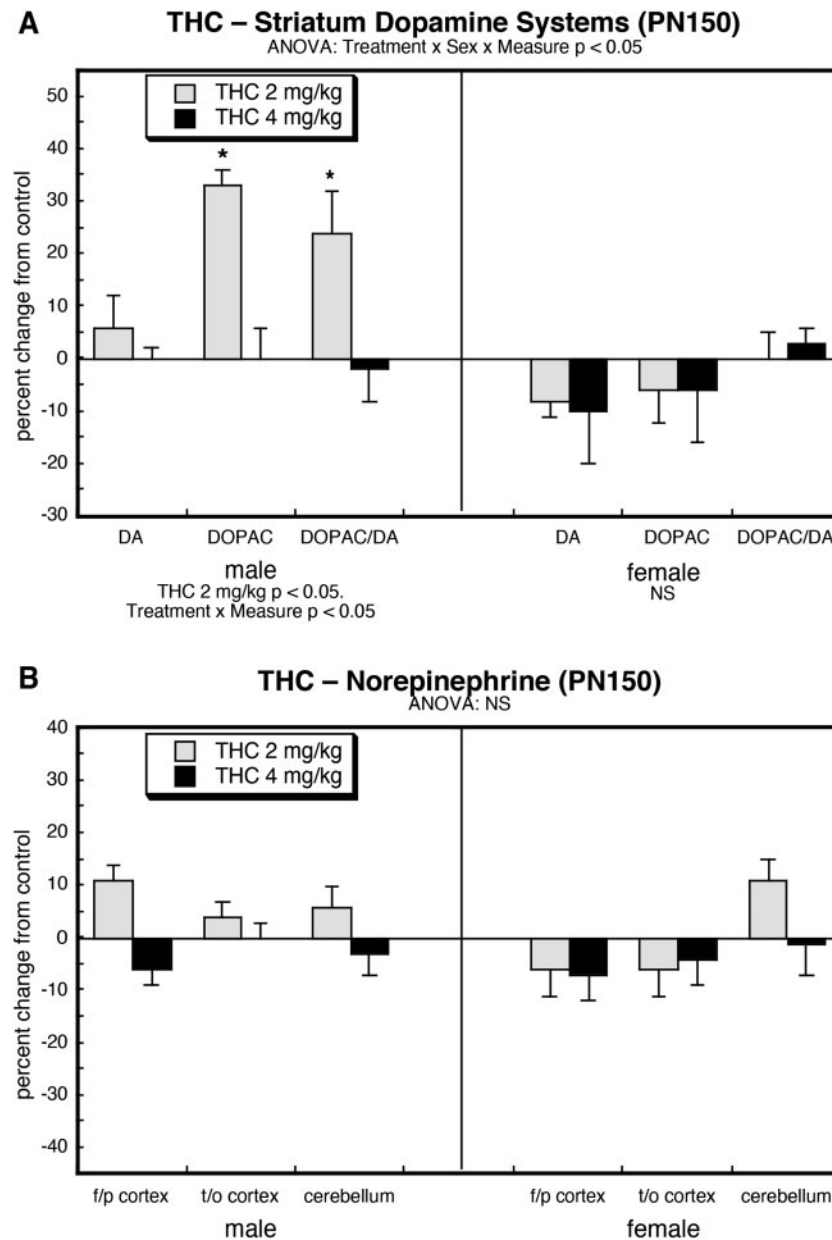 A
THC – Striatum Dopamine Systems (PN150)
ANOVA: Treatment x Sex x Measure p < 0.05
THC 2 mg/kg
THC 4 mg/kg
percent change from control
50
40
30
20
10
0
-10
-20
-30
*
*
DA DOPAC DOPAC/DA DA DOPAC DOPAC/DA
male female
THC 2 mg/kg p < 0.05. NS
Treatment x Measure p < 0.05
B
THC – Norepinephrine (PN150)
ANOVA: NS
THC 2 mg/kg
THC 4 mg/kg
percent change from control
40
30
20
10
0
-10
-20
-30
-40
f/p cortex t/o cortex cerebellum f/p cortex t/o cortex cerebellum
male female